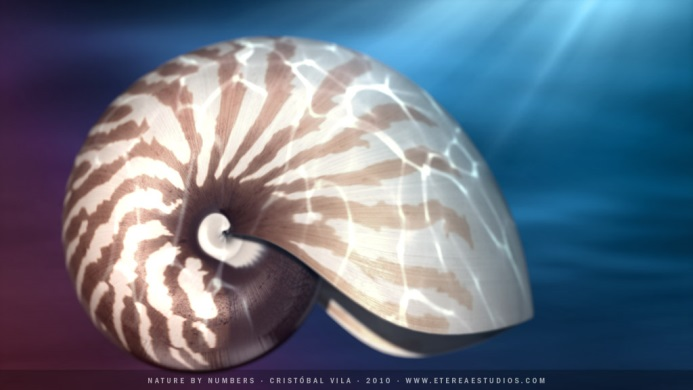 NATURE BY NUMBERS · CRISTÓBAL VILA · 2010 · WWW.ETEREAESTUDIOS.COM